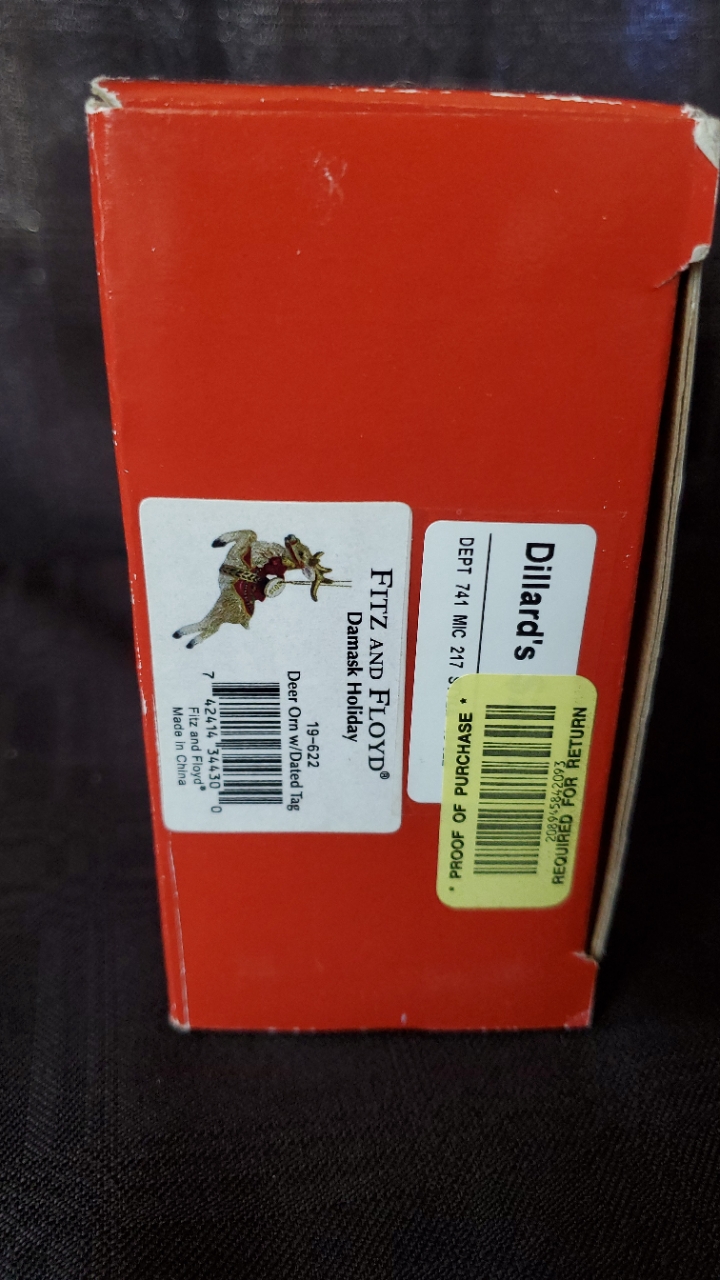 FITZ AND FLOYD®
Damask Holiday
19-622
Deer Orn w/Dated Tag
7 42414 34430 0
Fitz and Floyd®
Made in China
Dillard's
DEPT 741 MIC 217
* PROOF OF PURCHASE *
208945842093
REQUIRED FOR RETURN